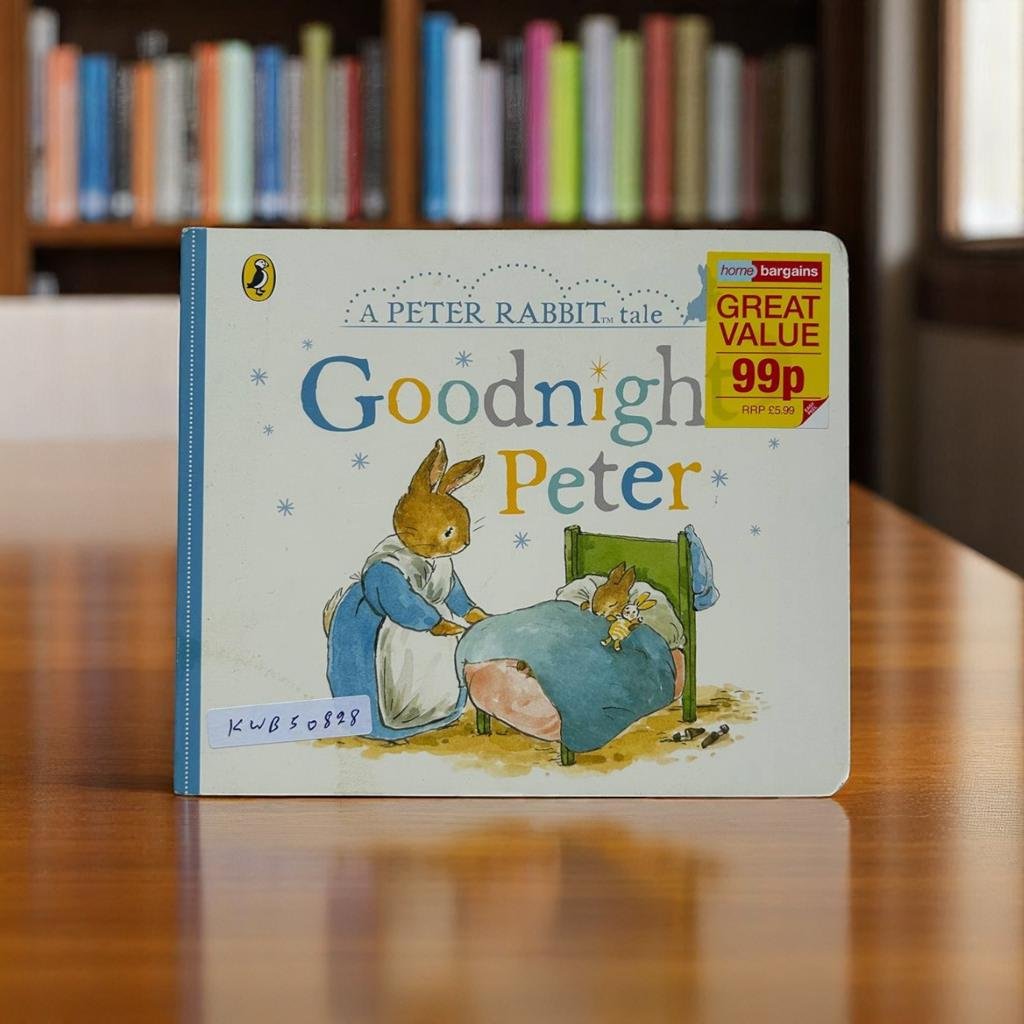 A PETER RABBIT™ tale
Goodnight
Peter
home bargains
GREAT
VALUE
99p
RRP £5.99
KWB50828